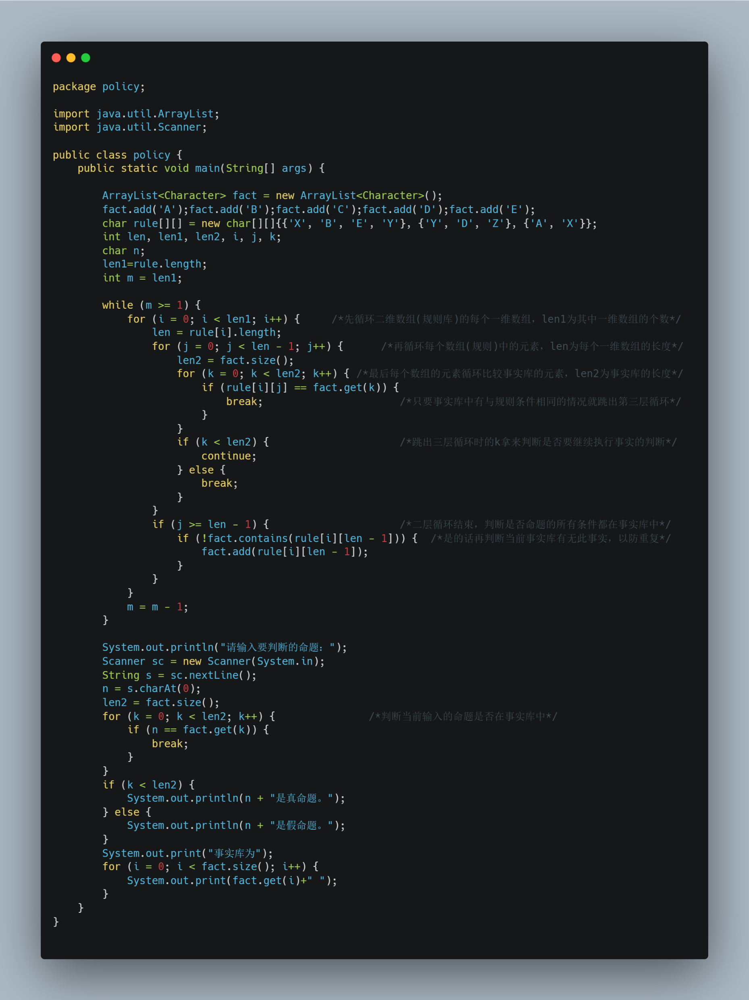 package policy;
import java.util.ArrayList;
import java.util.Scanner;
public class policy {
    public static void main(String[] args) {
        ArrayList<Character> fact = new ArrayList<Character>();
        fact.add('A');fact.add('B');fact.add('C');fact.add('D');fact.add('E');
        char rule[][] = new char[][]{{'X', 'B', 'E', 'Y'}, {'Y', 'D', 'Z'}, {'A', 'X'}};
        int len, len1, len2, i, j, k;
        char n;
        len1=rule.length;
        int m = len1;
        while (m >= 1) {
            for (i = 0; i < len1; i++) {     /*先循环二维数组(规则库)的每个一维数组，len1为其中一维数组的个数*/
                len = rule[i].length;
                for (j = 0; j < len - 1; j++) {      /*再循环每个数组(规则)中的元素，len为每个一维数组的长度*/
                    len2 = fact.size();
                    for (k = 0; k < len2; k++) { /*最后每个数组的元素循环比较事实库的元素，len2为事实库的长度*/
                        if (rule[i][j] == fact.get(k)) {
                            break;                      /*只要事实库中有与规则条件相同的情况就跳出第三层循环*/
                        }
                    }
                    if (k < len2) {                     /*跳出三层循环时的k拿来判断是否要继续执行事实的判断*/
                        continue;
                    } else {
                        break;
                    }
                }
                if (j >= len - 1) {                     /*二层循环结束，判断是否命题的所有条件都在事实库中*/
                    if (!fact.contains(rule[i][len - 1])) {  /*是的话再判断当前事实库有无此事实，以防重复*/
                        fact.add(rule[i][len - 1]);
                    }
                }
            }
            m = m - 1;
        }
        System.out.println("请输入要判断的命题：");
        Scanner sc = new Scanner(System.in);
        String s = sc.nextLine();
        n = s.charAt(0);
        len2 = fact.size();
        for (k = 0; k < len2; k++) {               /*判断当前输入的命题是否在事实库中*/
            if (n == fact.get(k)) {
                break;
            }
        }
        if (k < len2) {
            System.out.println(n + "是真命题。");
        } else {
            System.out.println(n + "是假命题。");
        }
        System.out.print("事实库为");
        for (i = 0; i < fact.size(); i++) {
            System.out.print(fact.get(i)+" ");
        }
    }
}